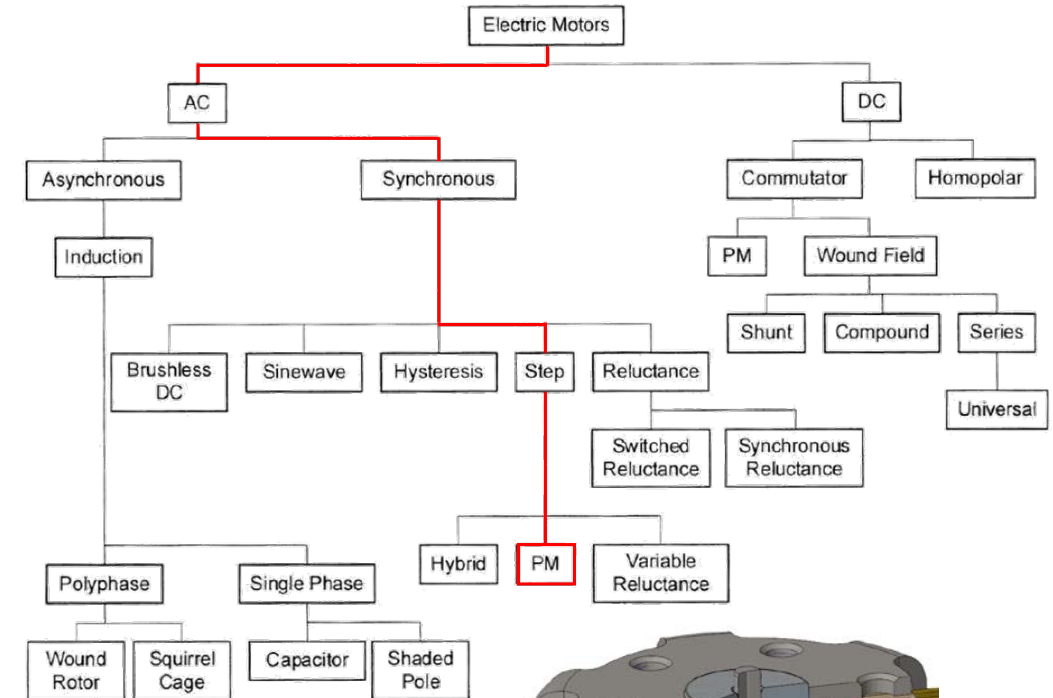 Electric Motors
AC
DC
Asynchronous
Synchronous
Commutator
Homopolar
Induction
PM
Wound Field
Shunt
Compound
Series
Brushless
DC
Sinewave
Hysteresis
Step
Reluctance
Universal
Switched
Reluctance
Synchronous
Reluctance
Hybrid
PM
Variable
Reluctance
Polyphase
Single Phase
Wound
Rotor
Squirrel
Cage
Capacitor
Shaded
Pole